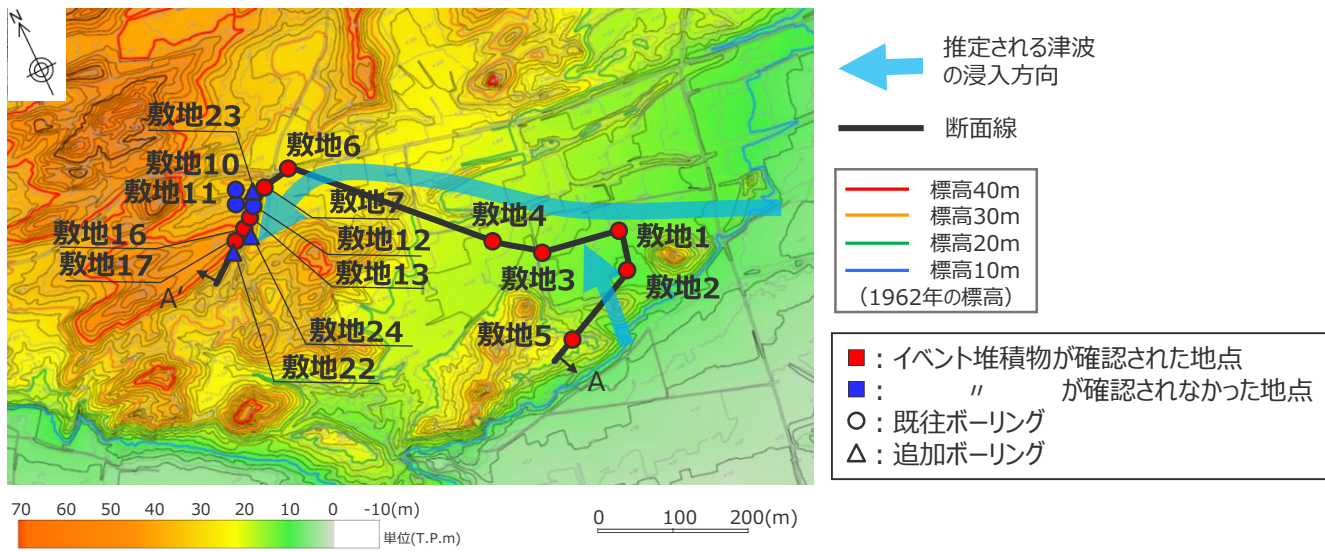 N
敷地23
敷地10
敷地6
敷地11
敷地7
敷地4
敷地1
敷地16
敷地12
敷地17
敷地13
敷地3
敷地2
A'
敷地24
敷地5
敷地22
A
推定される津波
の浸入方向
断面線
標高40m
標高30m
標高20m
標高10m
（1962年の標高）
■：イベント堆積物が確認された地点
■：　　〃　　が確認されなかった地点
○：既往ボーリング
△：追加ボーリング
70 60 50 40 30 20 10 0 -10(m)
単位(T.P.m)
0 100 200(m)